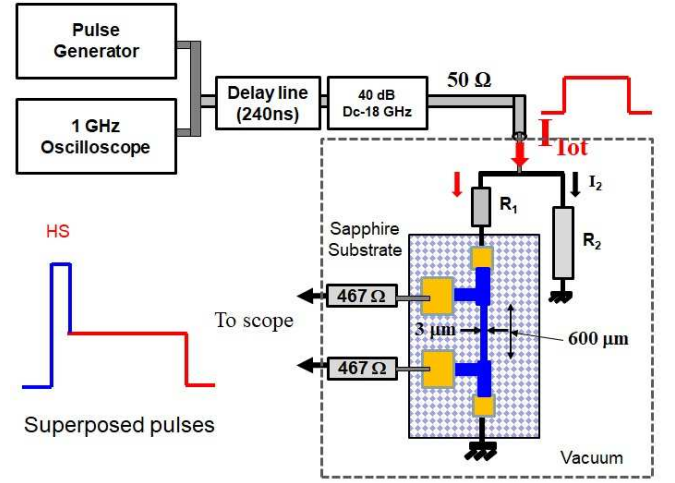 Pulse
Generator
1 GHz
Oscilloscope
Delay line
(240ns)
40 dB
Dc-18 GHz
50 Ω
I Tot
I₂
R₁
R₂
HS
Sapphire
Substrate
467 Ω
To scope
3 µm
600 µm
467 Ω
Superposed pulses
Vacuum